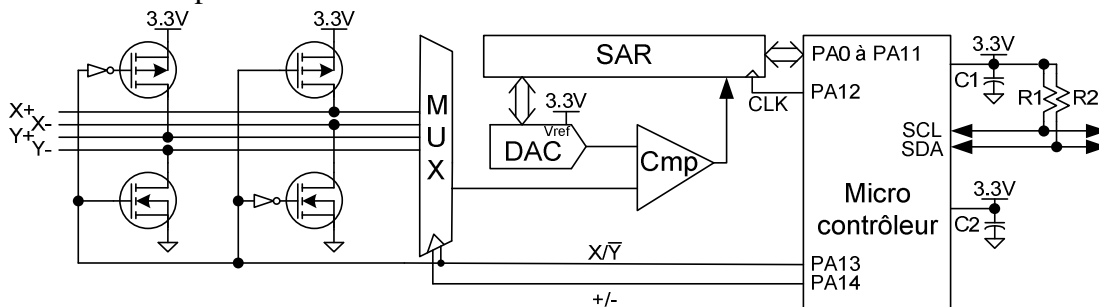 3.3V
3.3V
X+
X-
Y+
Y-
M
U
X
SAR
3.3V
Vref
DAC
Cmp
CLK
PA0 à PA11
PA12
Micro
contrôleur
SCL
SDA
PA13
PA14
X/Y̅
+/-
3.3V
C1
R1
R2
3.3V
C2